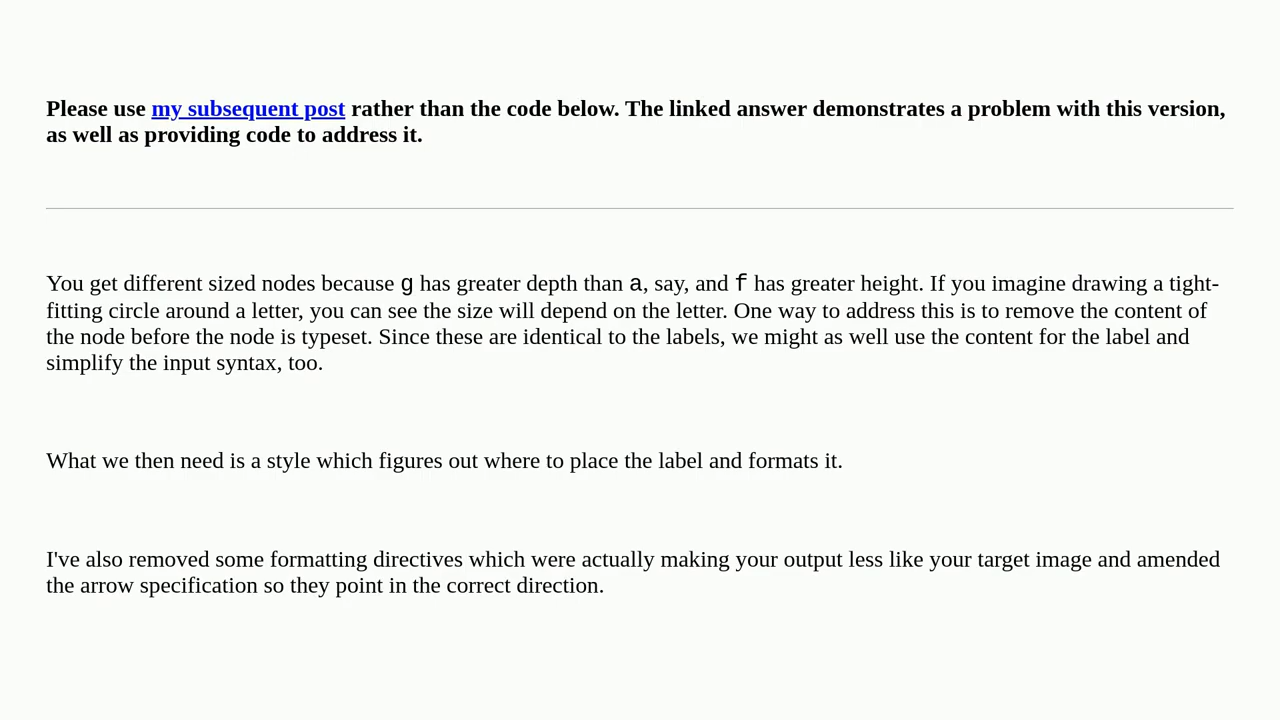 Please use my subsequent post rather than the code below. The linked answer demonstrates a problem with this version,
as well as providing code to address it.
You get different sized nodes because g has greater depth than a, say, and f has greater height. If you imagine drawing a tight-
fitting circle around a letter, you can see the size will depend on the letter. One way to address this is to remove the content of
the node before the node is typeset. Since these are identical to the labels, we might as well use the content for the label and
simplify the input syntax, too.
What we then need is a style which figures out where to place the label and formats it.
I've also removed some formatting directives which were actually making your output less like your target image and amended
the arrow specification so they point in the correct direction.